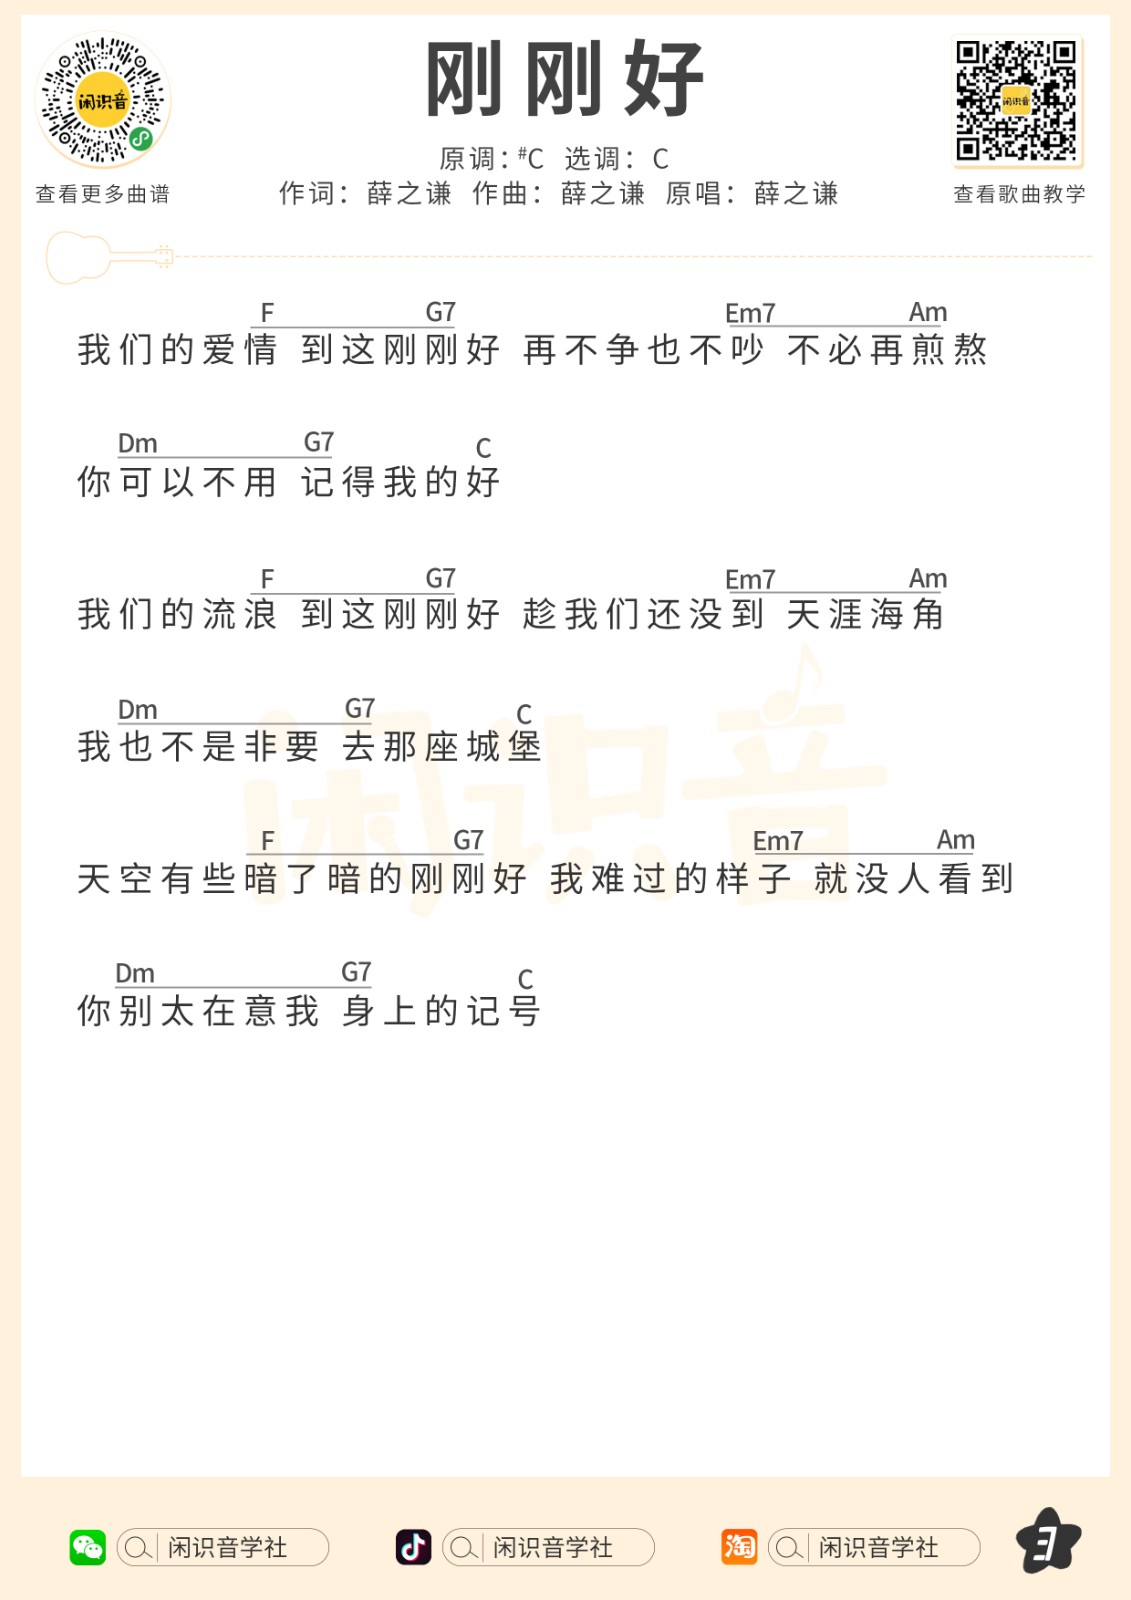 刚刚好
闲识音
闲识音
原调：#C 选调：C
作词：薛之谦 作曲：薛之谦 原唱：薛之谦
查看更多曲谱
查看歌曲教学
F G7 Em7 Am
我们的爱情 到这刚刚好 再不争也不吵 不必再煎熬
Dm G7 C
你可以不用 记得我的好
F G7 Em7 Am
我们的流浪 到这刚刚好 趁我们还没到 天涯海角
Dm G7 C
我也不是非要 去那座城堡
闲识音
F G7 Em7 Am
天空有些暗了暗的刚刚好 我难过的样子 就没人看到
Dm G7 C
你别太在意我 身上的记号
闲识音学社
闲识音学社
淘 闲识音学社
3